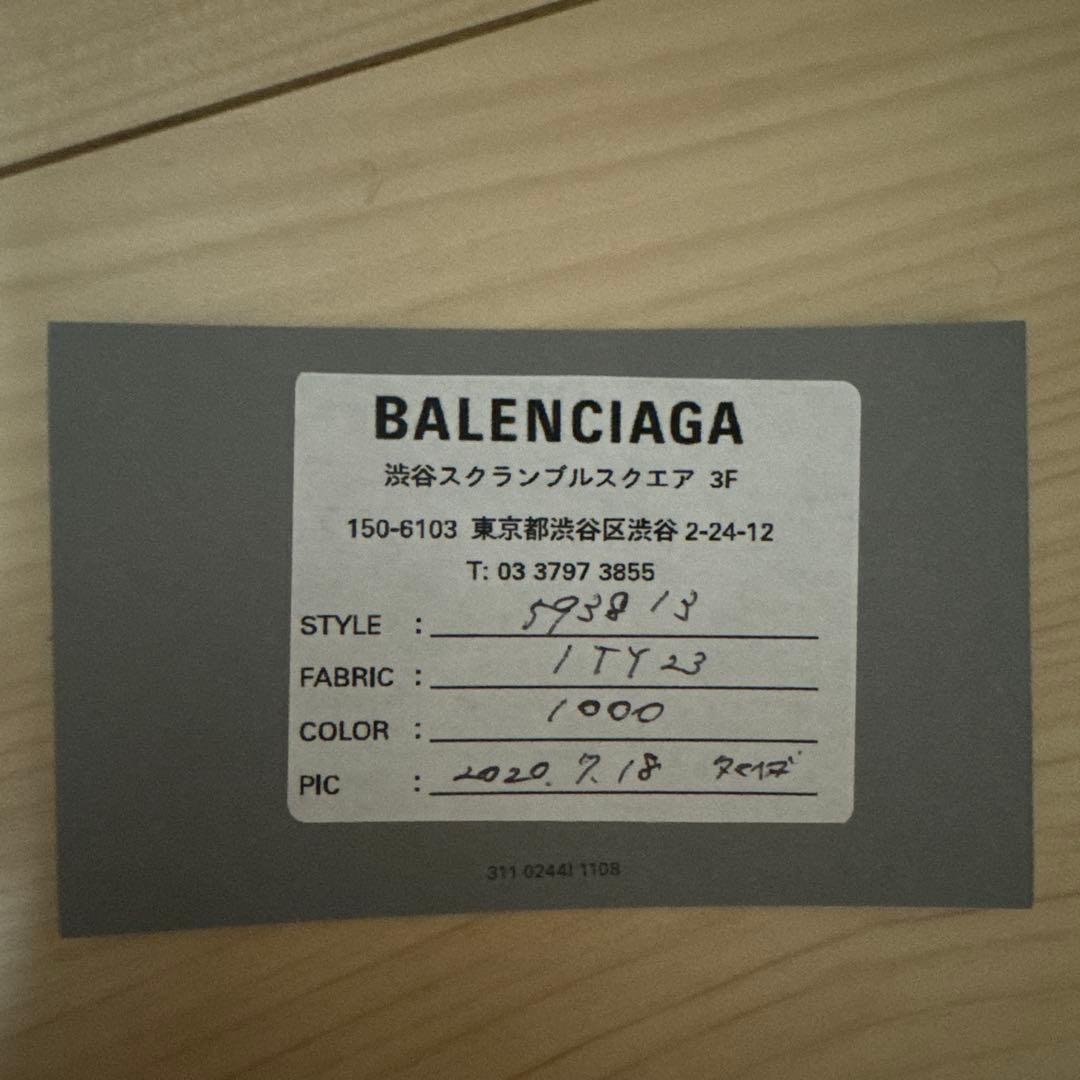 BALENCIAGA
渋谷スクランブルスクエア 3F
150-6103 東京都渋谷区渋谷 2-24-12
T: 03 3797 3855
STYLE : 593813
FABRIC : 1TY23
COLOR : 1000
PIC : 2020.7.18
311 02441 1108